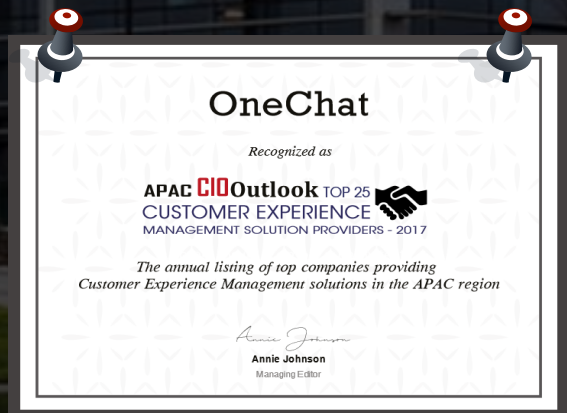 OneChat
Recognized as
APAC CIOOutlook TOP 25
CUSTOMER EXPERIENCE
MANAGEMENT SOLUTION PROVIDERS - 2017
The annual listing of top companies providing
Customer Experience Management solutions in the APAC region
Annie Johnson
Annie Johnson
Managing Editor